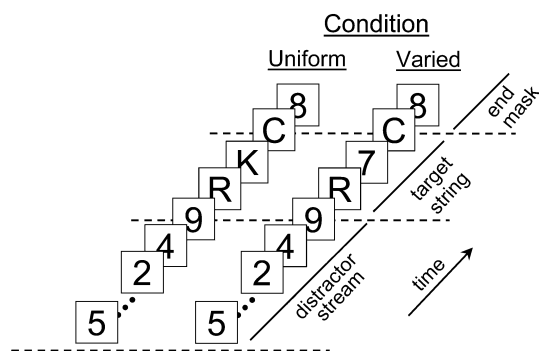 Condition
Uniform Varied
8 8
C C
K 7
R R
9 9
4 4
2 2
5 5
end
mask
target
string
distractor
stream
time